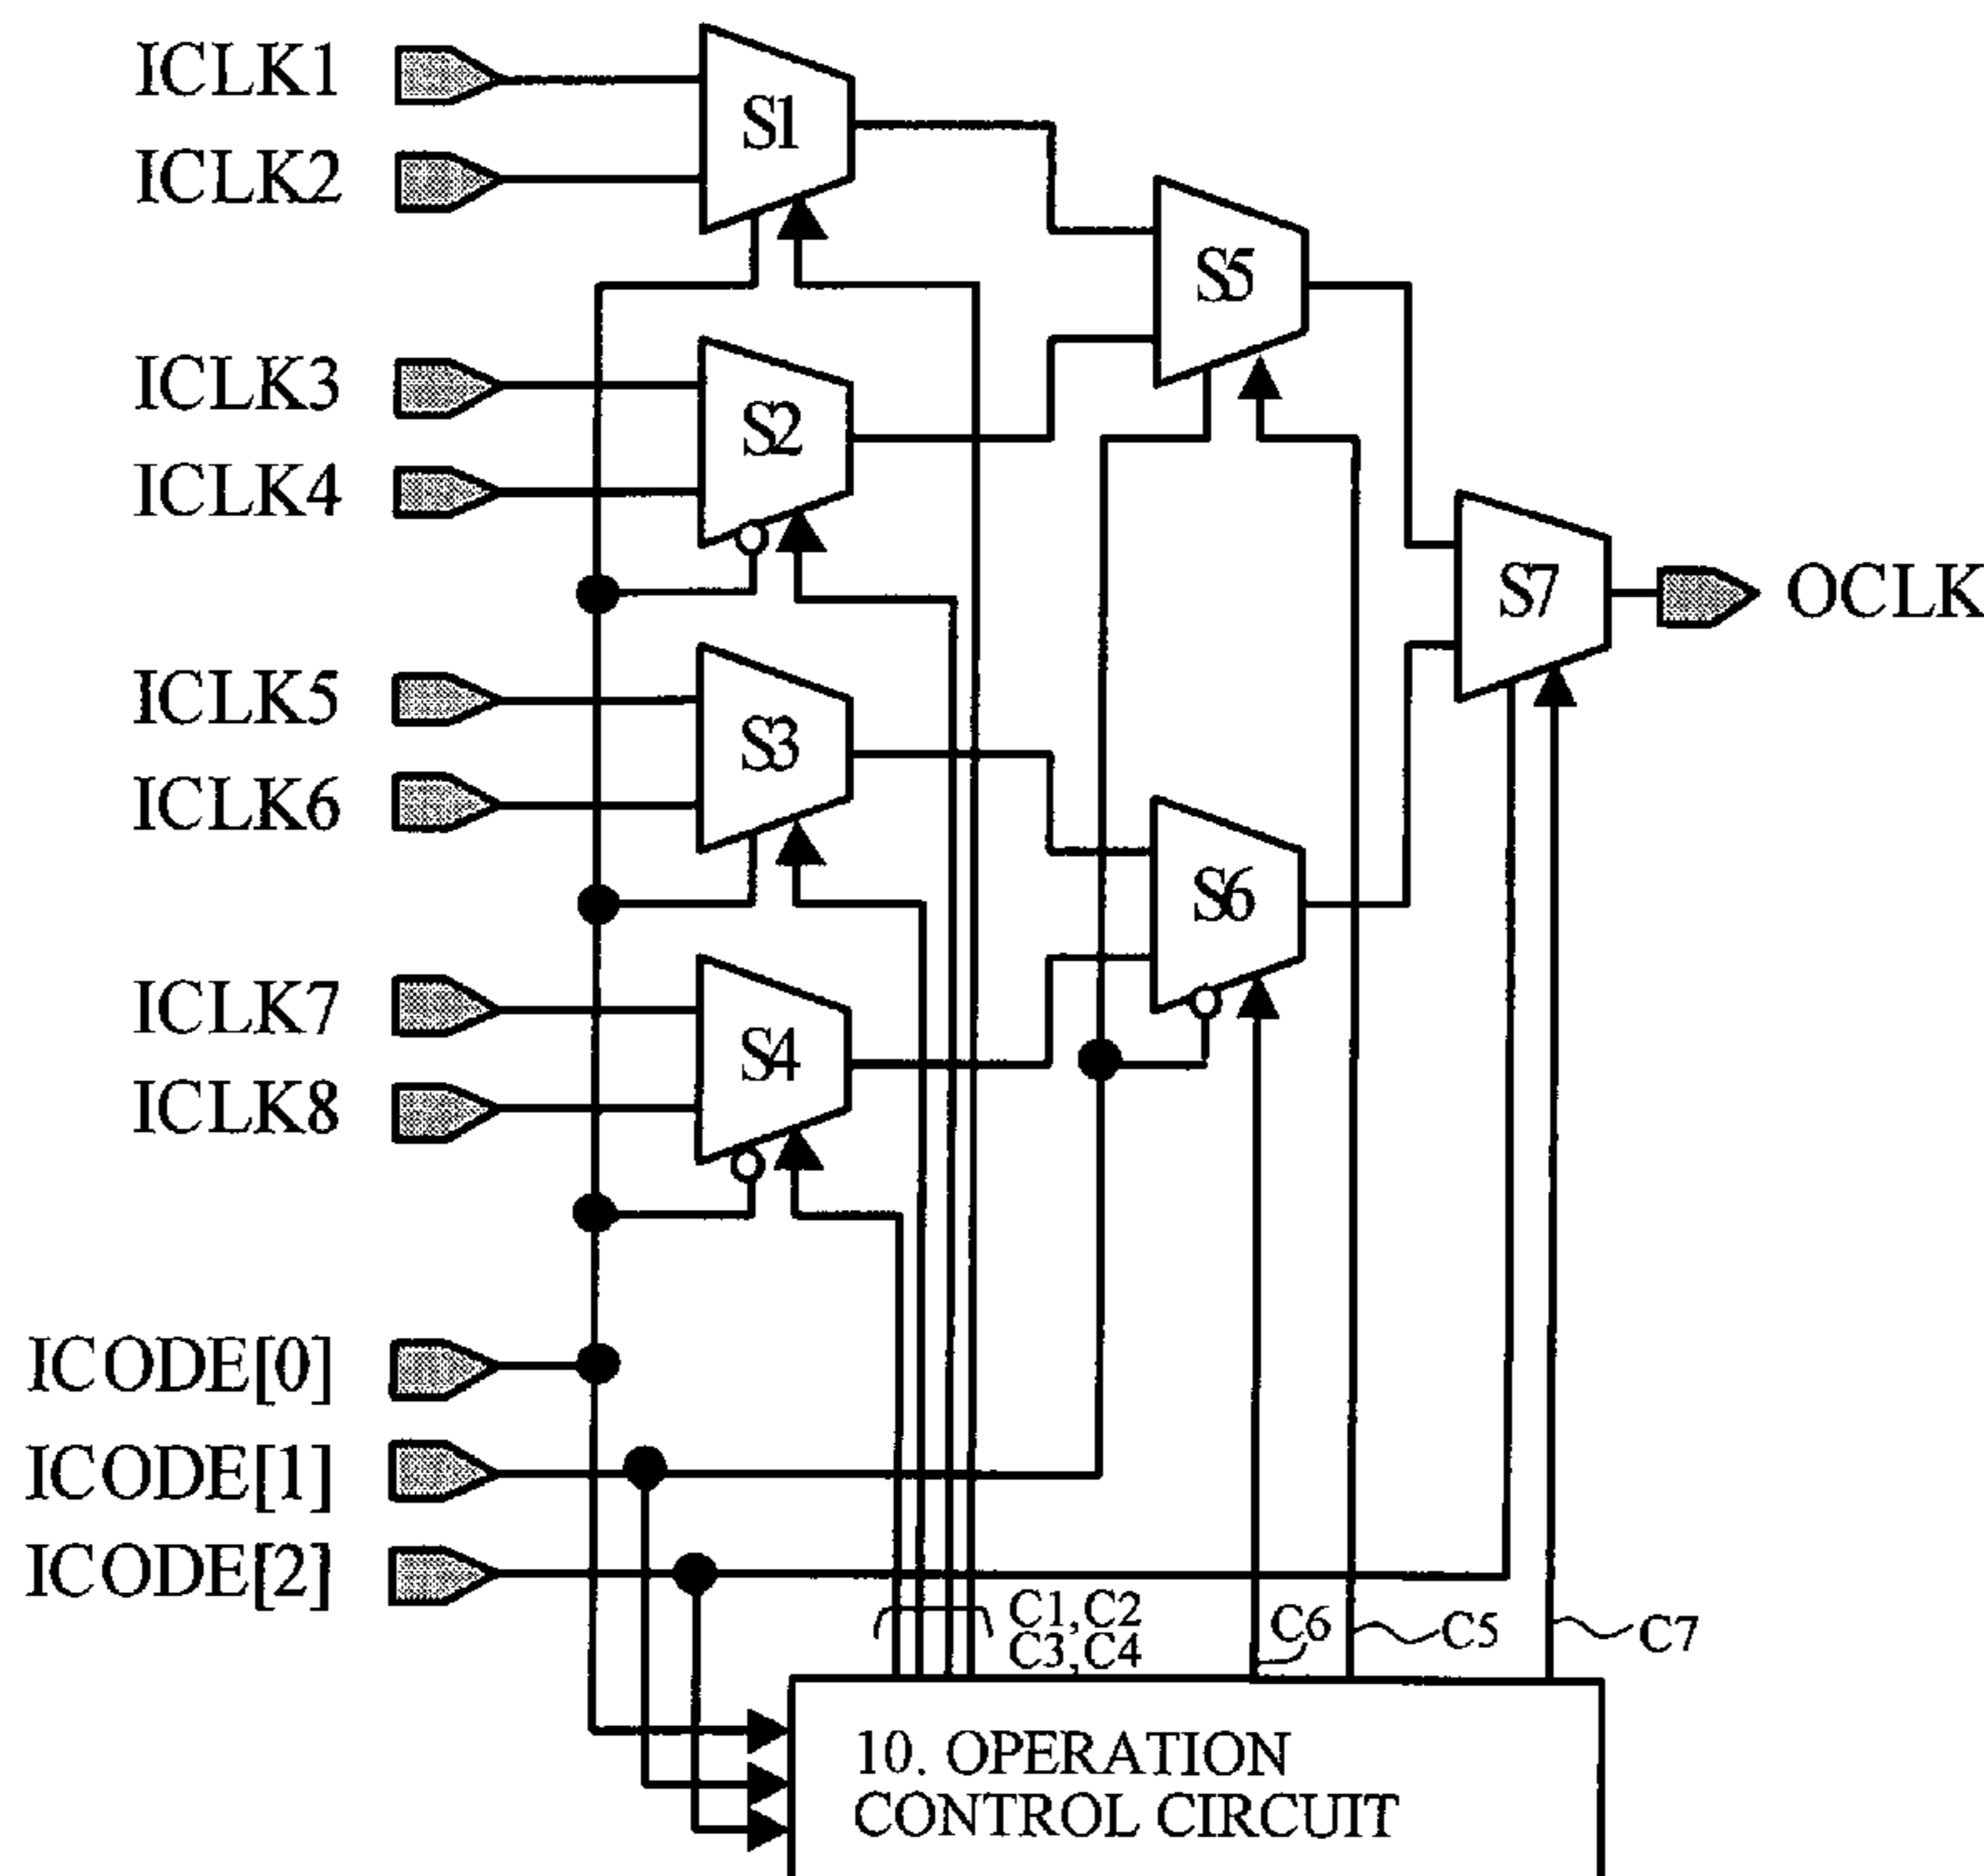 ICLK1
S1
ICLK2
S5
ICLK3
S2
ICLK4
S7
OCLK
ICLK5
S3
ICLK6
S6
ICLK7
S4
ICLK8
ICODE[0]
ICODE[1]
ICODE[2]
C1,C2
C3,C4
C6
C5
C7
10. OPERATION
CONTROL CIRCUIT